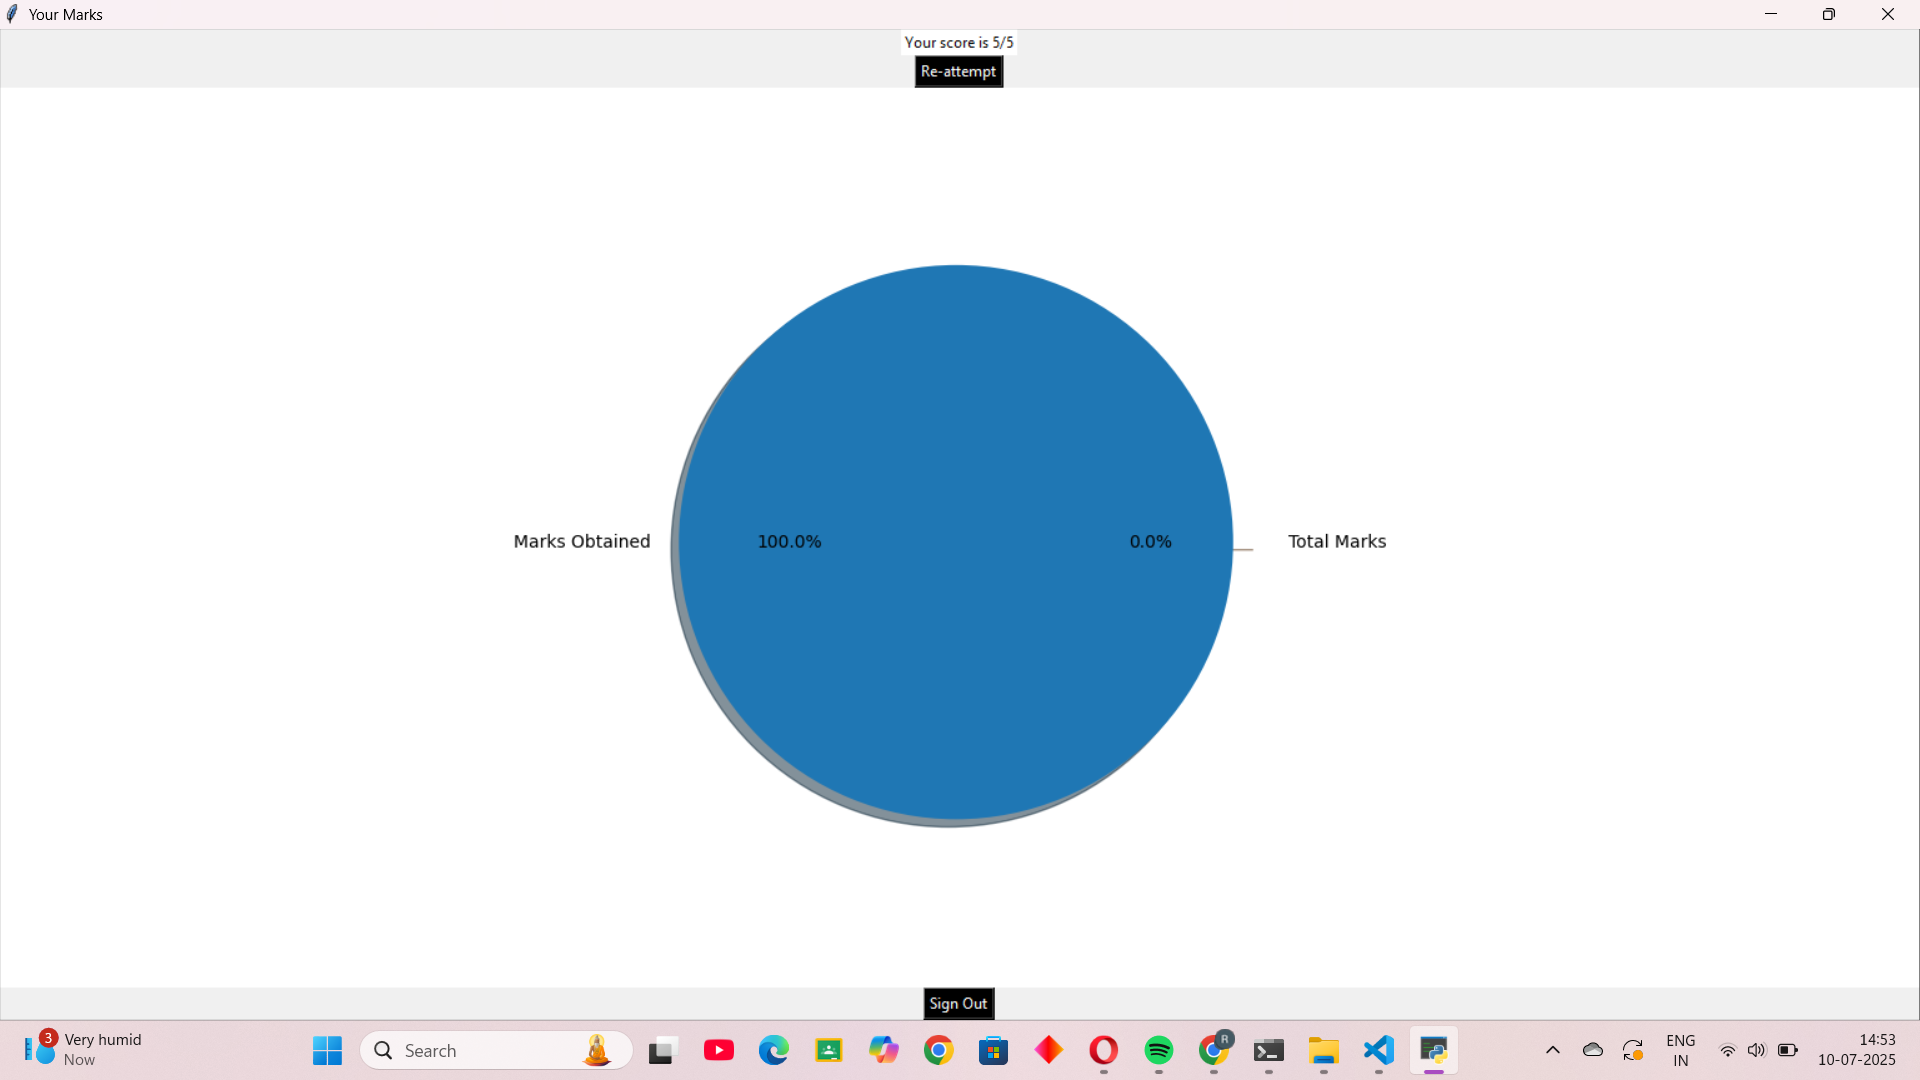 Your Marks
Your score is 5/5
Re-attempt
Marks Obtained
100.0%
0.0%
Total Marks
Sign Out
3
Very humid
Now
Search
R
ENG
IN
14:53
10-07-2025